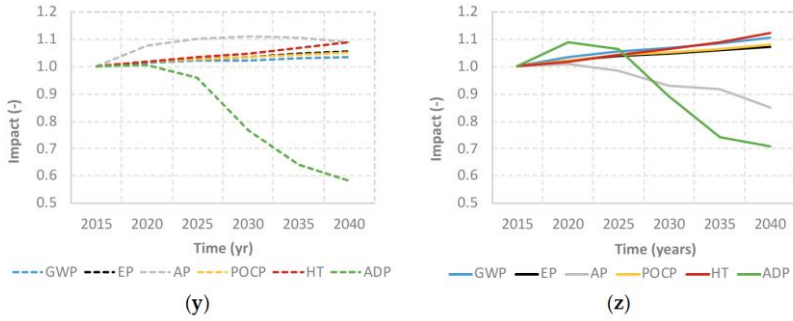 1.2
1.1
1.0
0.9
0.8
0.7
0.6
0.5
Impact (-)
2015 2020 2025 2030 2035 2040
Time (yr)
GWP EP AP POCP HT ADP
(y)
1.2
1.1
1.0
0.9
0.8
0.7
0.6
0.5
Impact (-)
2015 2020 2025 2030 2035 2040
Time (years)
GWP EP AP POCP HT ADP
(z)